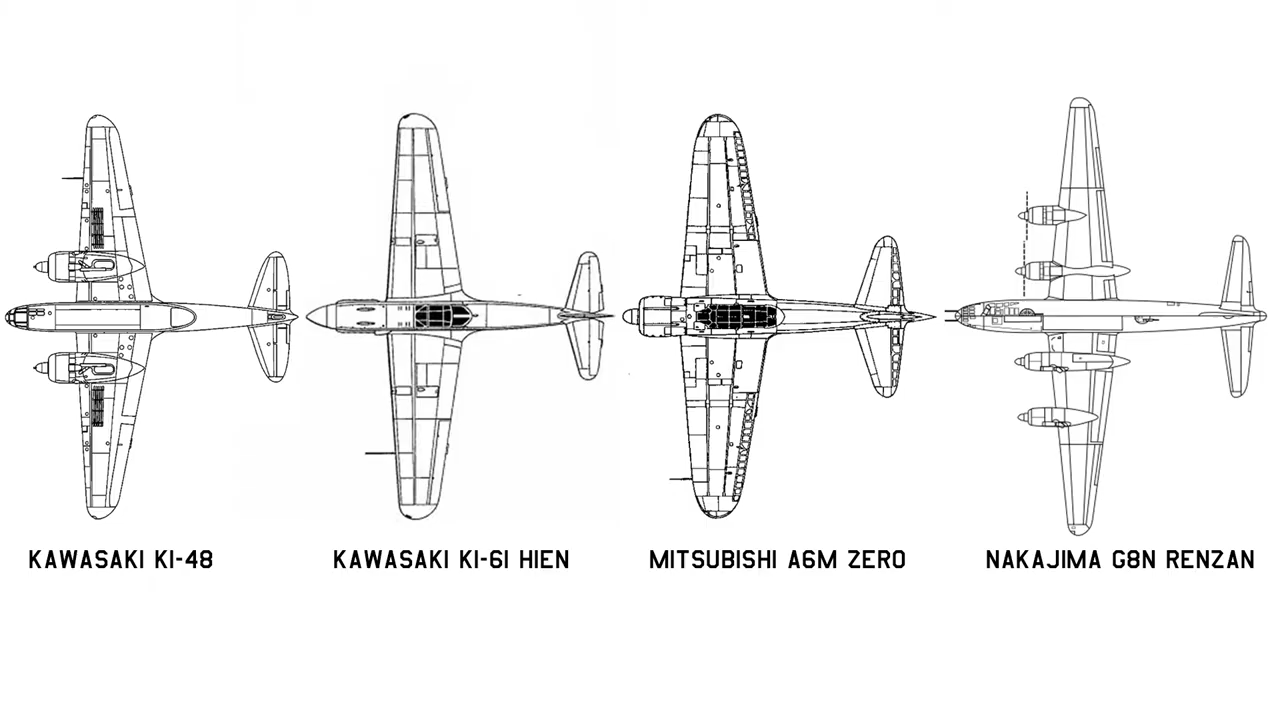 KAWASAKI KI-48
KAWASAKI KI-61 HIEN
MITSUBISHI A6M ZERO
NAKAJIMA G8N RENZAN